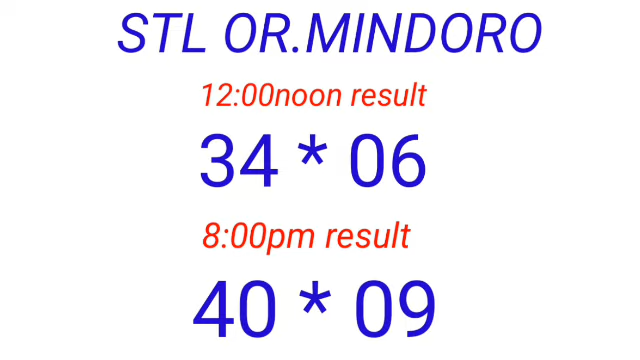 STL OR.MINDORO
12:00noon result
34 * 06
8:00pm result
40 * 09